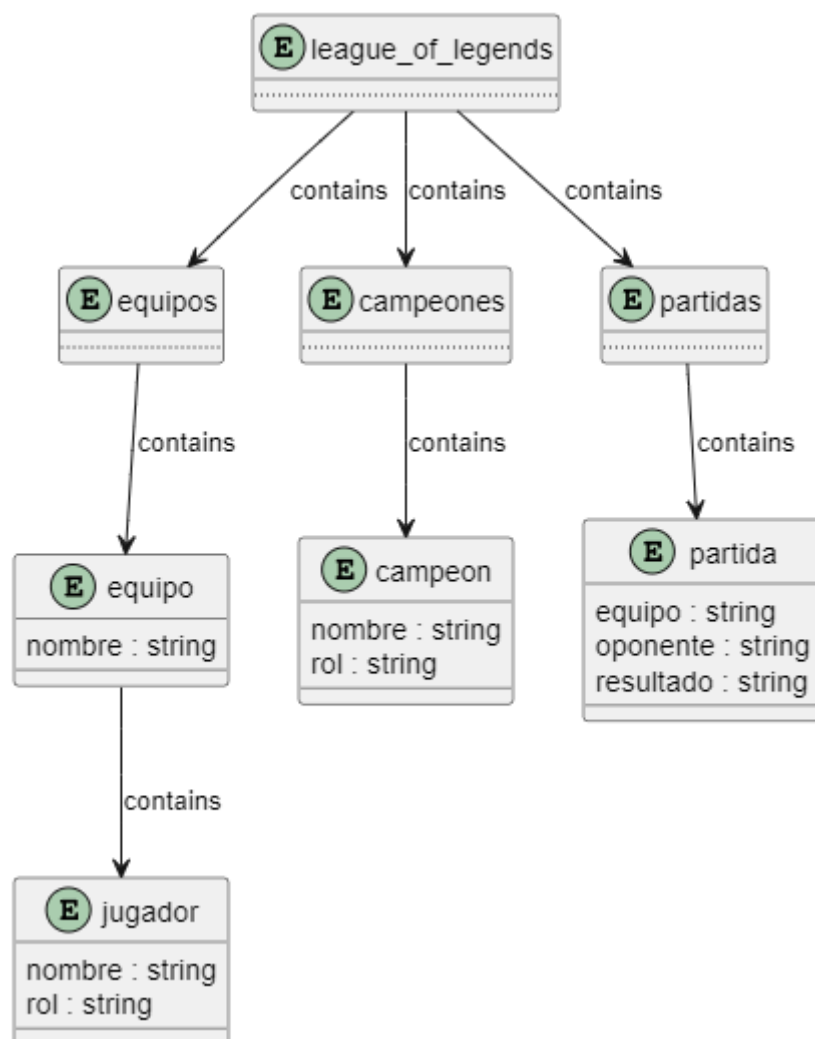 E league_of_legends
contains contains contains
E equipos
E campeones
E partidas
contains
contains
contains
E equipo
nombre : string
E campeon
nombre : string
rol : string
E partida
equipo : string
oponente : string
resultado : string
contains
E jugador
nombre : string
rol : string